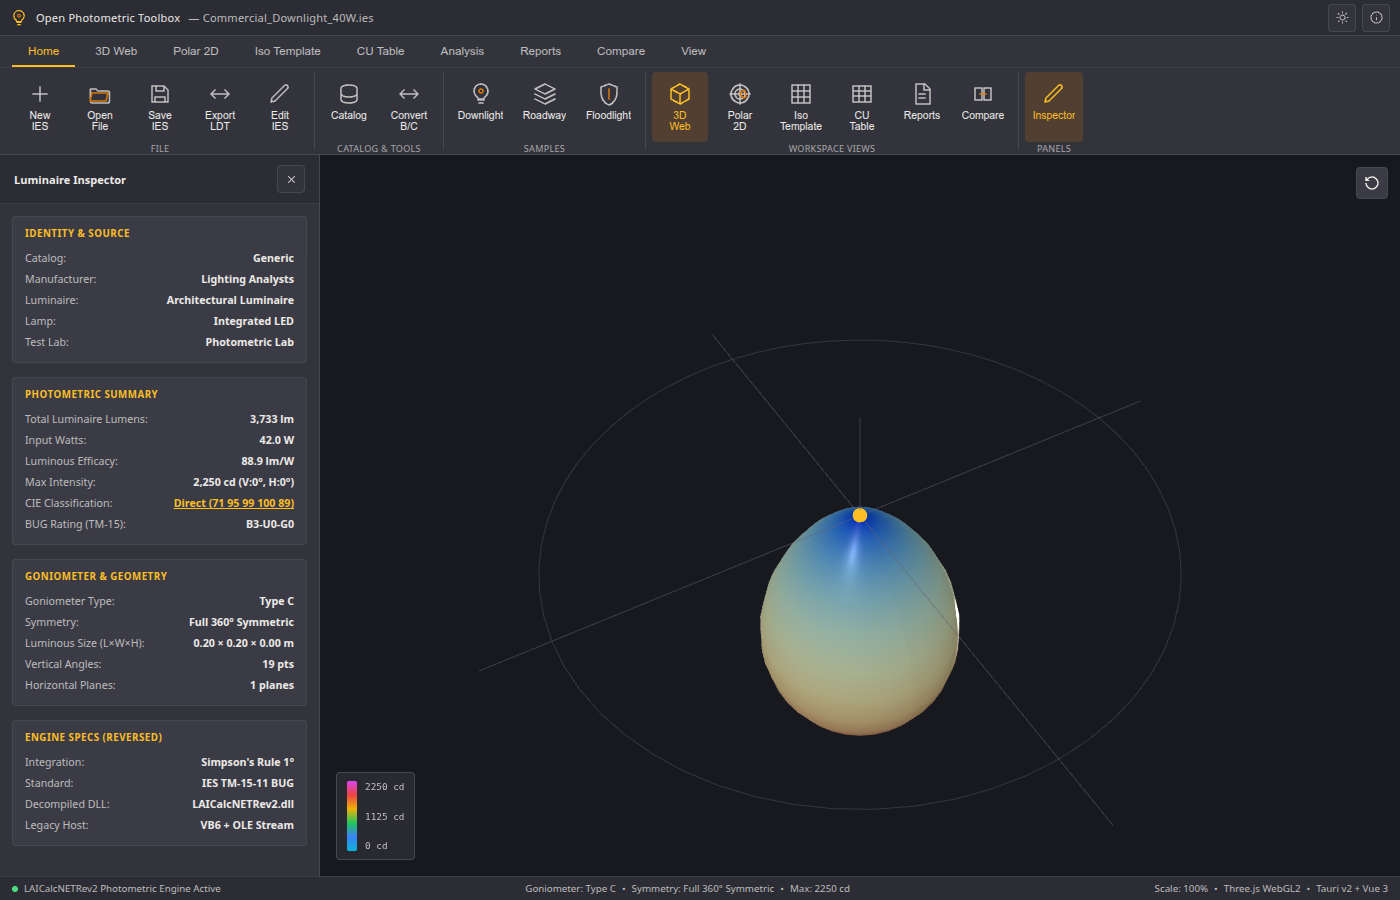 Open Photometric Toolbox — Commercial_Downlight_40W.ies
Home 3D Web Polar 2D Iso Template CU Table Analysis Reports Compare View
New IES
Open File
Save IES
Export LDT
Edit IES
FILE
Catalog
Convert B/C
CATALOG & TOOLS
Downlight
Roadway
Floodlight
SAMPLES
3D Web
Polar 2D
Iso Template
CU Table
Reports
Compare
WORKSPACE VIEWS
Inspector
PANELS
Luminaire Inspector
IDENTITY & SOURCE
Catalog: Generic
Manufacturer: Lighting Analysts
Luminaire: Architectural Luminaire
Lamp: Integrated LED
Test Lab: Photometric Lab
PHOTOMETRIC SUMMARY
Total Luminaire Lumens: 3,733 lm
Input Watts: 42.0 W
Luminous Efficacy: 88.9 lm/W
Max Intensity: 2,250 cd (V:0°, H:0°)
CIE Classification: Direct (71 95 99 100 89)
BUG Rating (TM-15): B3-U0-G0
GONIOMETER & GEOMETRY
Goniometer Type: Type C
Symmetry: Full 360° Symmetric
Luminous Size (L×W×H): 0.20 × 0.20 × 0.00 m
Vertical Angles: 19 pts
Horizontal Planes: 1 planes
ENGINE SPECS (REVERSED)
Integration: Simpson's Rule 1°
Standard: IES TM-15-11 BUG
Decompiled DLL: LAICalcNETRev2.dll
Legacy Host: VB6 + OLE Stream
2250 cd
1125 cd
0 cd
LAICalcNETRev2 Photometric Engine Active
Goniometer: Type C • Symmetry: Full 360° Symmetric • Max: 2250 cd
Scale: 100% • Three.js WebGL2 • Tauri v2 + Vue 3